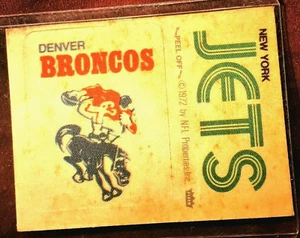 DENVER
BRONCOS
NEW YORK
JETS
~PEEL OFF~
©1972 by NFL Properties Inc.